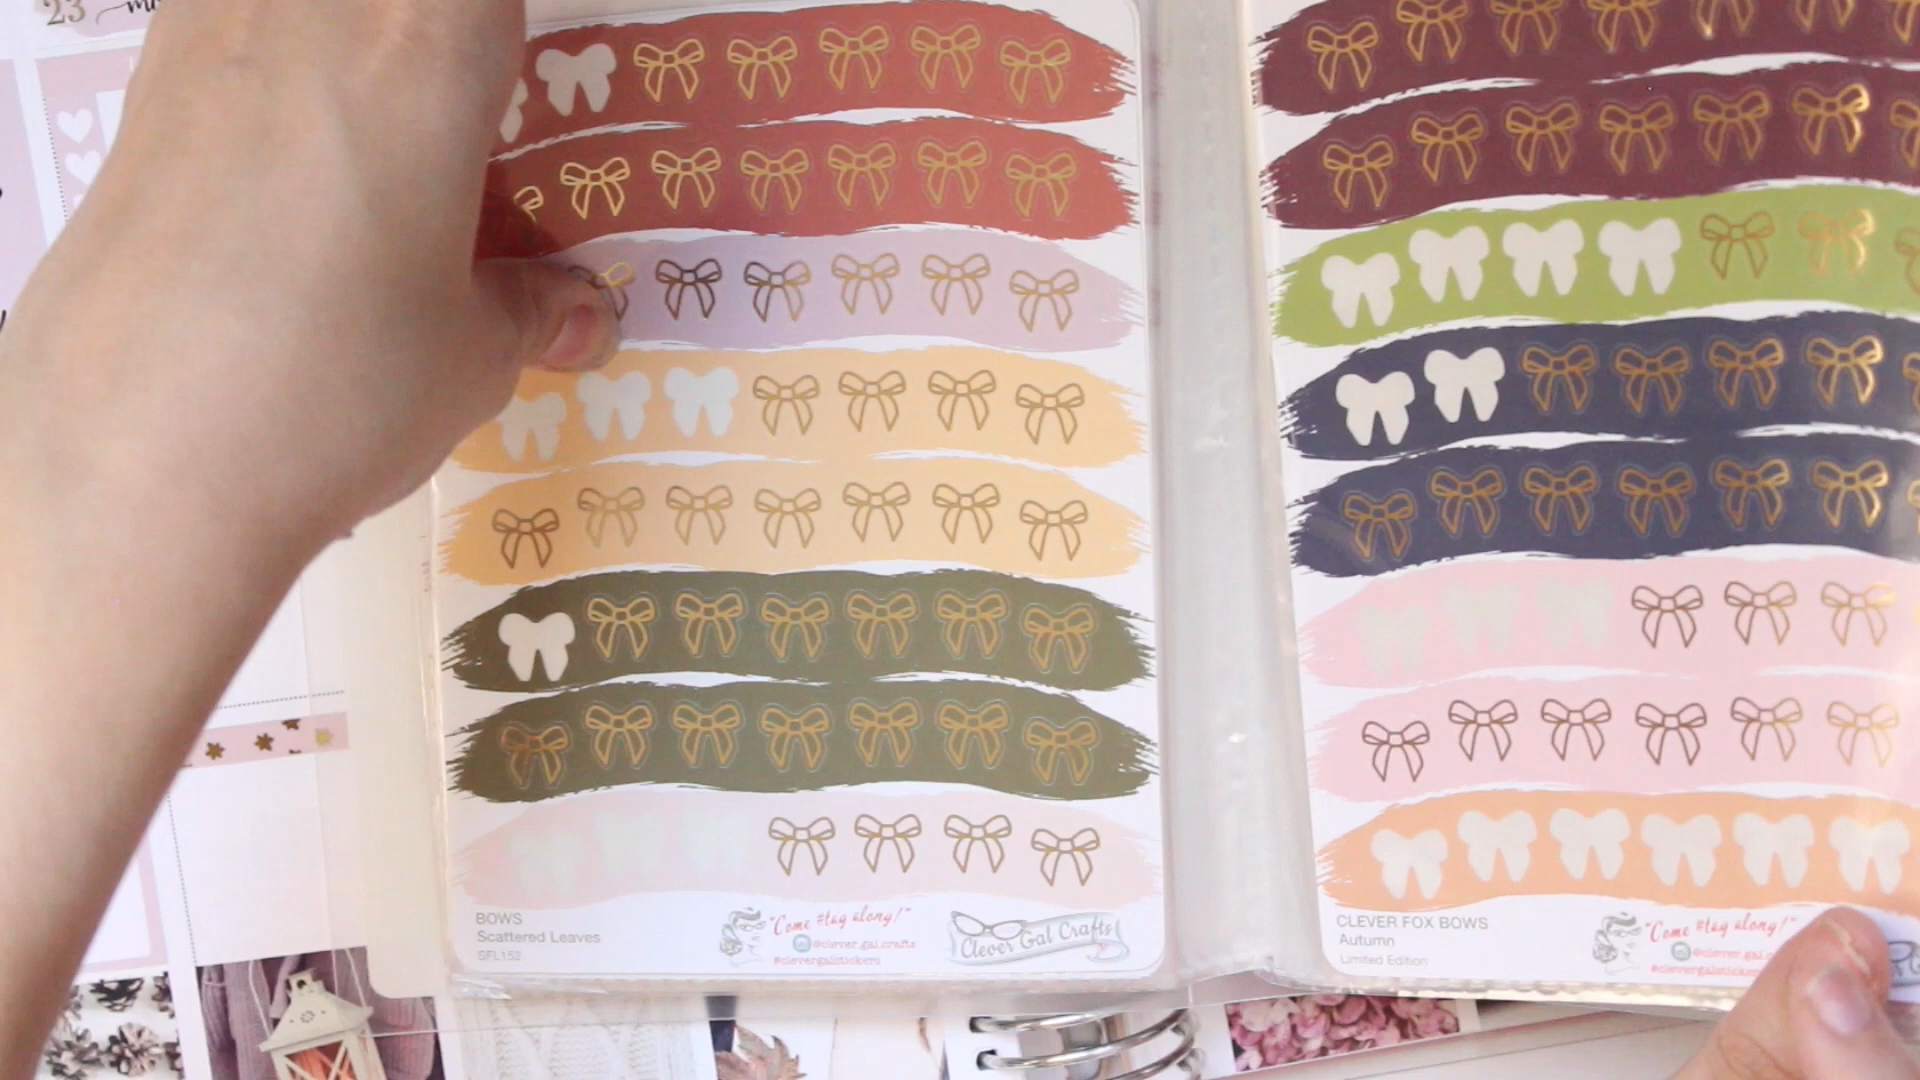 23
BOWS
Scattered Leaves
SFL152
"Come #tag along!"
@clever.gal.crafts
#clevergalstickers
Clever Gal Crafts
CLEVER FOX BOWS
Autumn
Limited Edition
"Come #tag along!"